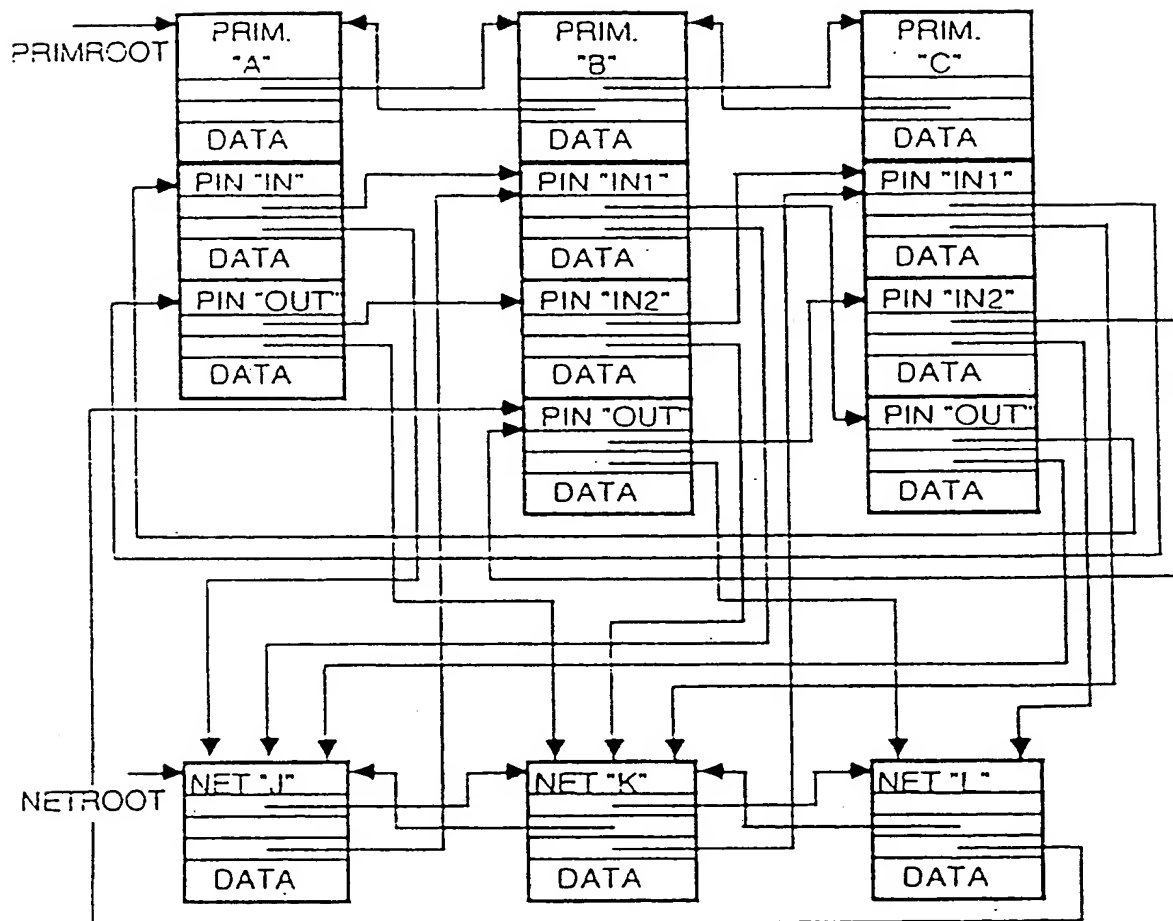 PRIMROOT
PRIM.
"A"
DATA
PIN "IN"
DATA
PIN "OUT"
DATA
PRIM.
"B"
DATA
PIN "IN1"
DATA
PIN "IN2"
DATA
PIN "OUT"
DATA
PRIM.
"C"
DATA
PIN "IN1"
DATA
PIN "IN2"
DATA
PIN "OUT"
DATA
NETROOT
NET "J"
DATA
NET "K"
DATA
NET "L"
DATA